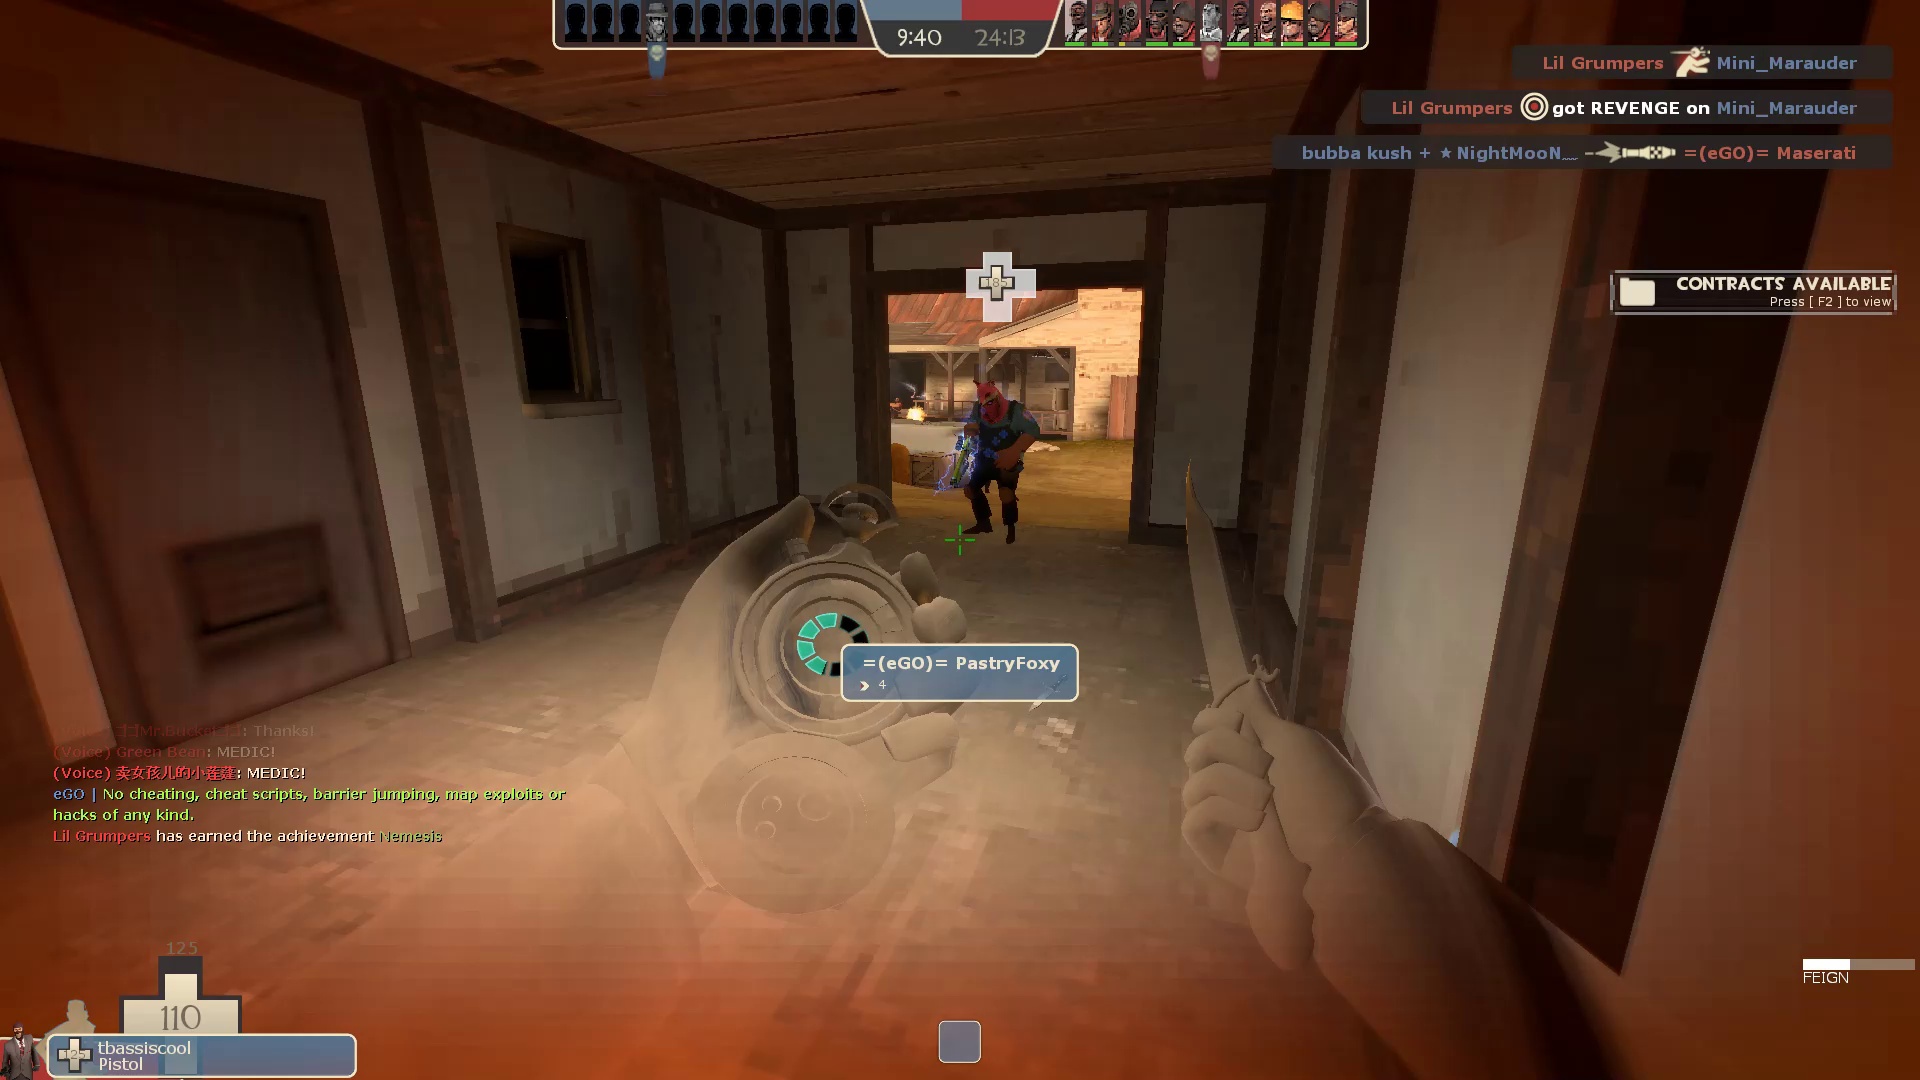 9:40 24:13
Lil Grumpers Mini_Marauder
Lil Grumpers got REVENGE on Mini_Marauder
bubba kush + ★ NightMooN... =(eGO)= Maserati
185
CONTRACTS AVAILABLE
Press [ F2 ] to view
=(eGO)= PastryFoxy
4
Thanks!
(Voice) Green Bean: MEDIC!
(Voice) 卖女孩儿的小莲蓬: MEDIC!
eGO | No cheating, cheat scripts, barrier jumping, map exploits or
hacks of any kind.
Lil Grumpers has earned the achievement Nemesis
125
110
FEIGN
125
tbassiscool
Pistol